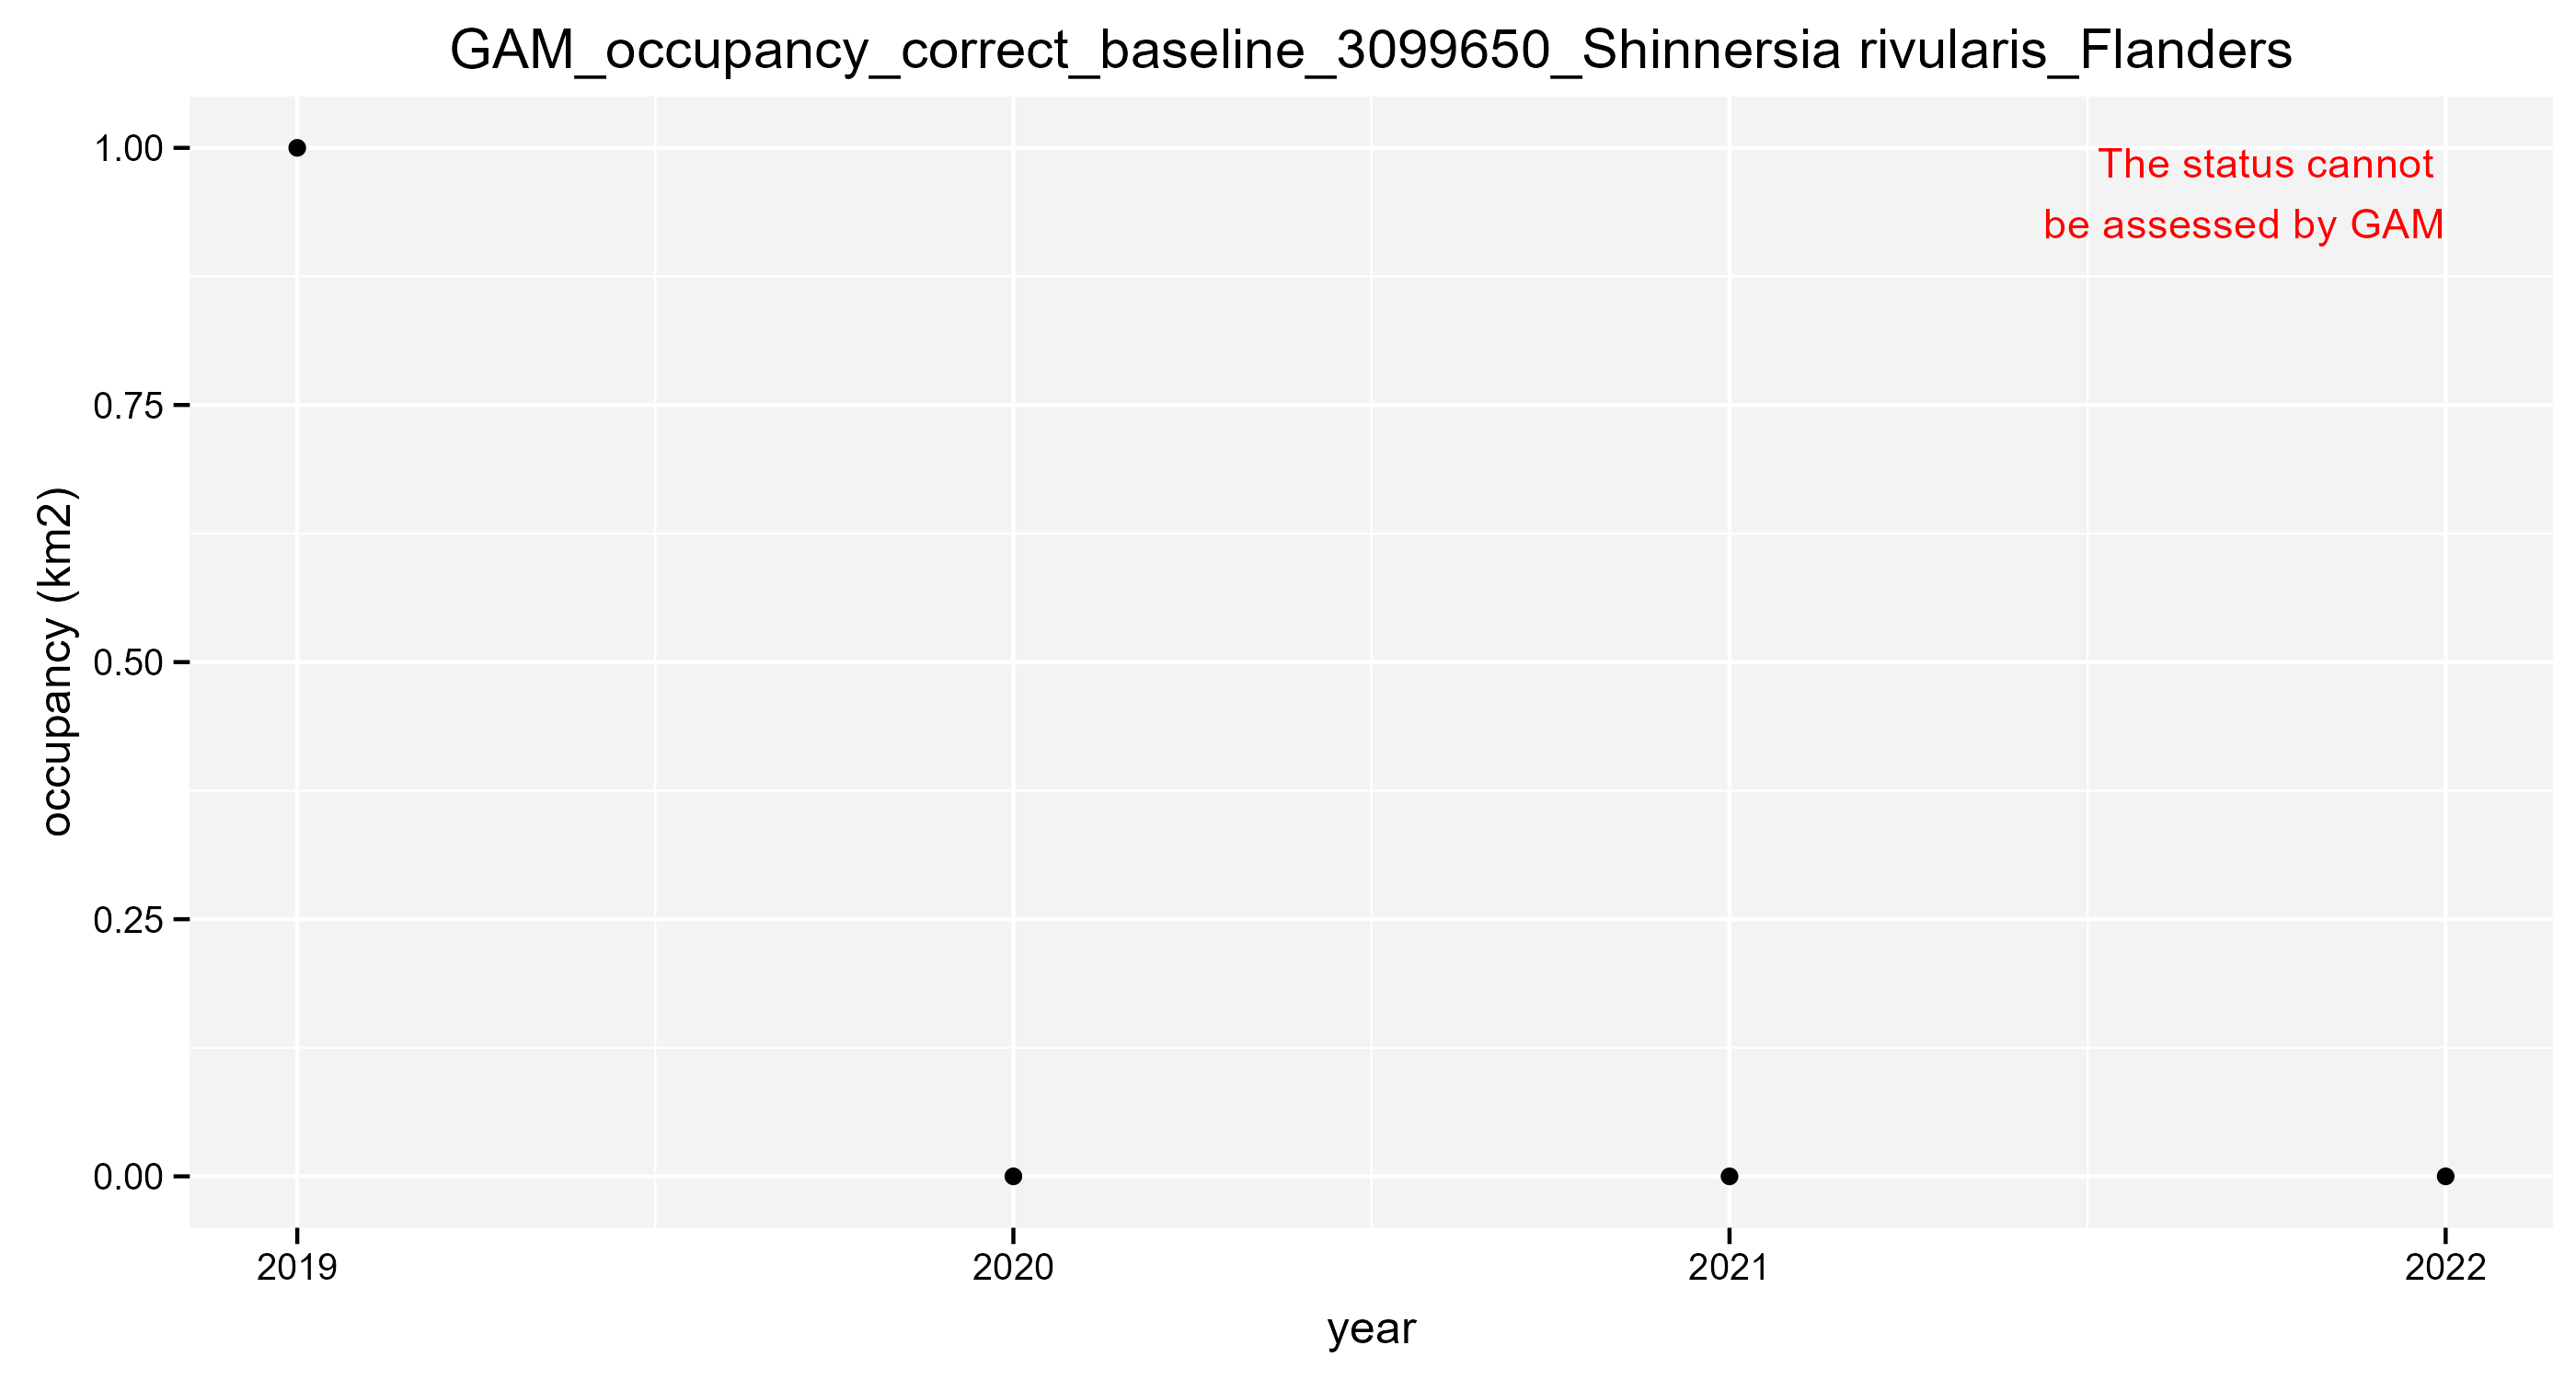 GAM_occupancy_correct_baseline_3099650_Shinnersia rivularis_Flanders
The status cannot
be assessed by GAM
occupancy (km2)
1.00
0.75
0.50
0.25
0.00
2019
2020
2021
2022
year